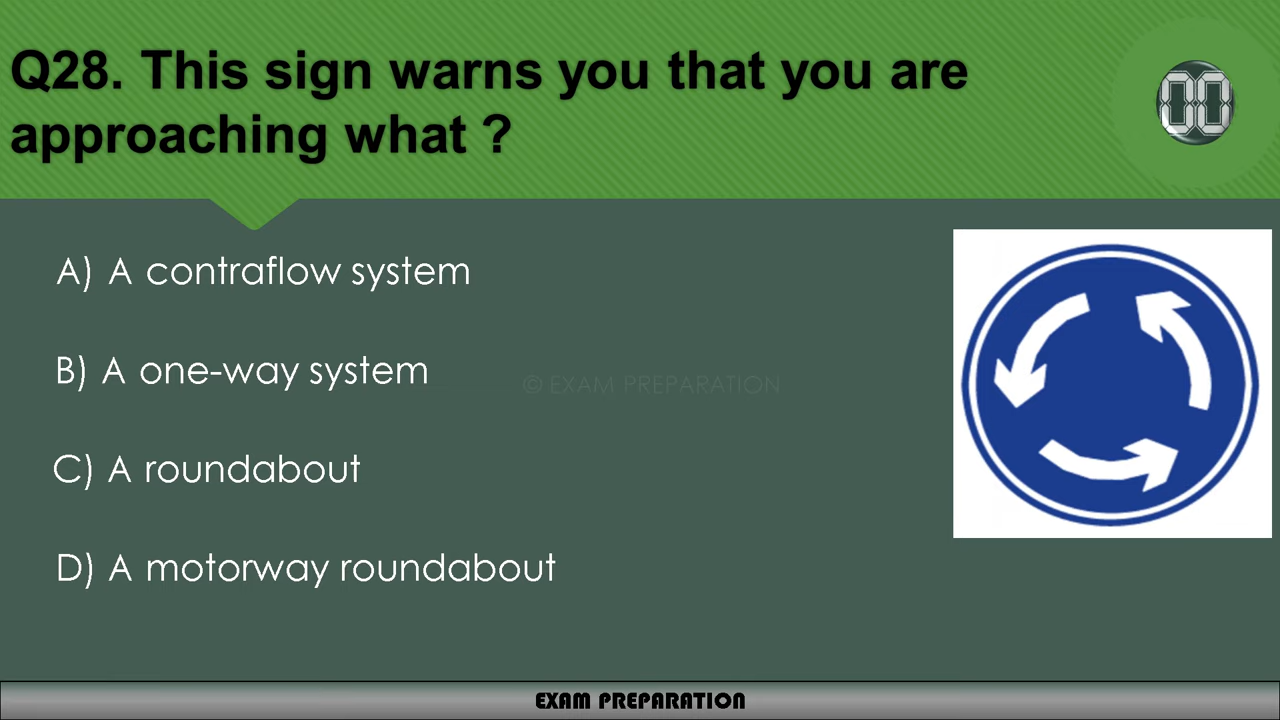 Q28. This sign warns you that you are
approaching what ?
00
A) A contraflow system
B) A one-way system
© EXAM PREPARATION
C) A roundabout
D) A motorway roundabout
EXAM PREPARATION